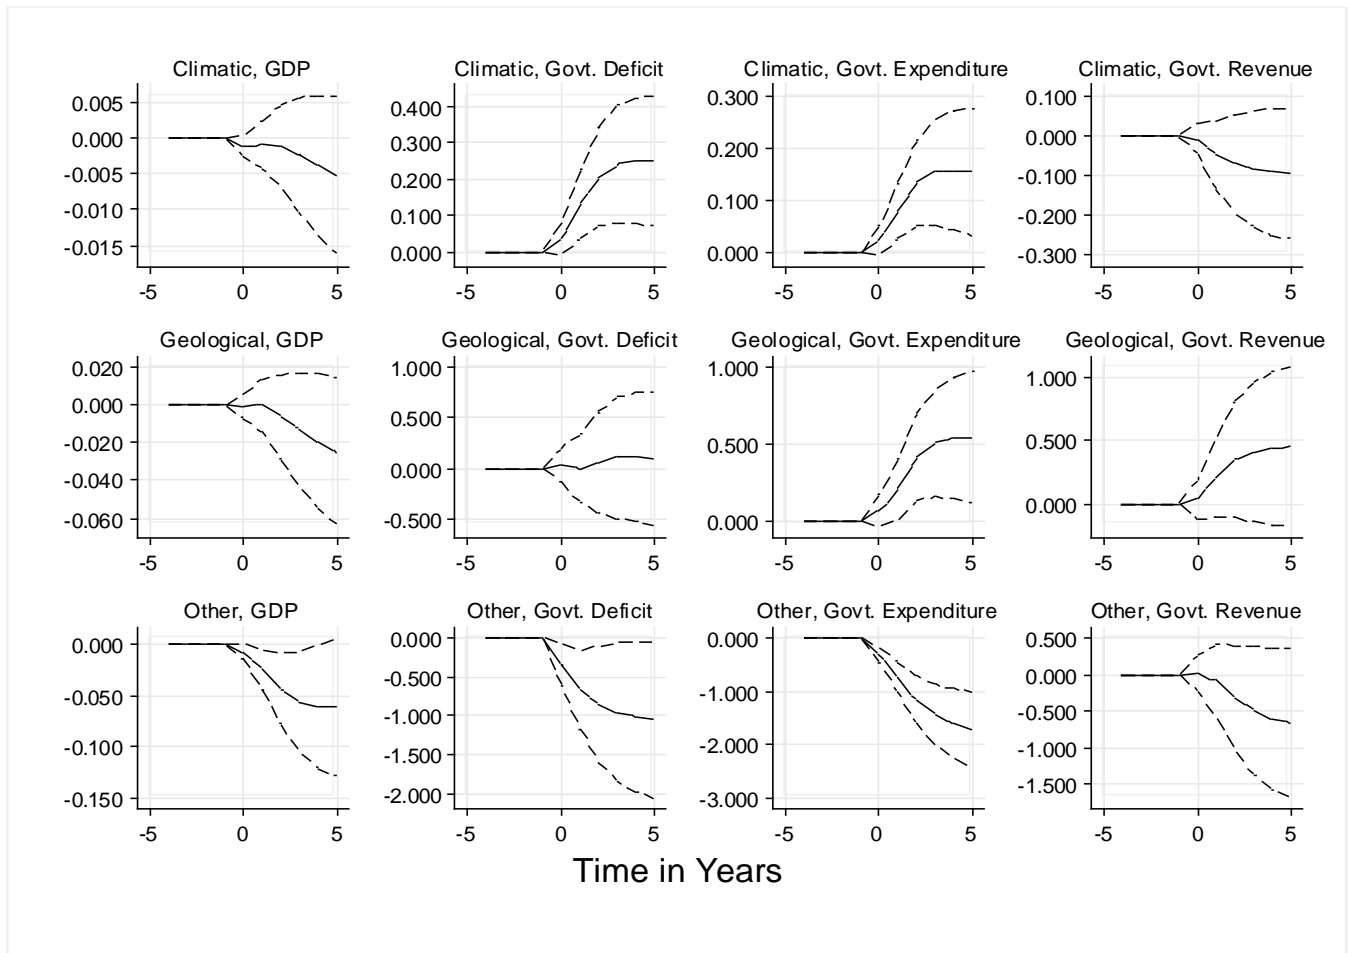 Climatic, GDP
0.005
0.000
-0.005
-0.010
-0.015
-5 0 5
Climatic, Govt. Deficit
0.400
0.300
0.200
0.100
0.000
-5 0 5
Climatic, Govt. Expenditure
0.300
0.200
0.100
0.000
-5 0 5
Climatic, Govt. Revenue
0.100
0.000
-0.100
-0.200
-0.300
-5 0 5
Geological, GDP
0.020
0.000
-0.020
-0.040
-0.060
-5 0 5
Geological, Govt. Deficit
1.000
0.500
0.000
-0.500
-5 0 5
Geological, Govt. Expenditure
1.000
0.500
0.000
-5 0 5
Geological, Govt. Revenue
1.000
0.500
0.000
-5 0 5
Other, GDP
0.000
-0.050
-0.100
-0.150
-5 0 5
Other, Govt. Deficit
0.000
-0.500
-1.000
-1.500
-2.000
-5 0 5
Other, Govt. Expenditure
0.000
-1.000
-2.000
-3.000
-5 0 5
Other, Govt. Revenue
0.500
0.000
-0.500
-1.000
-1.500
-5 0 5
Time in Years